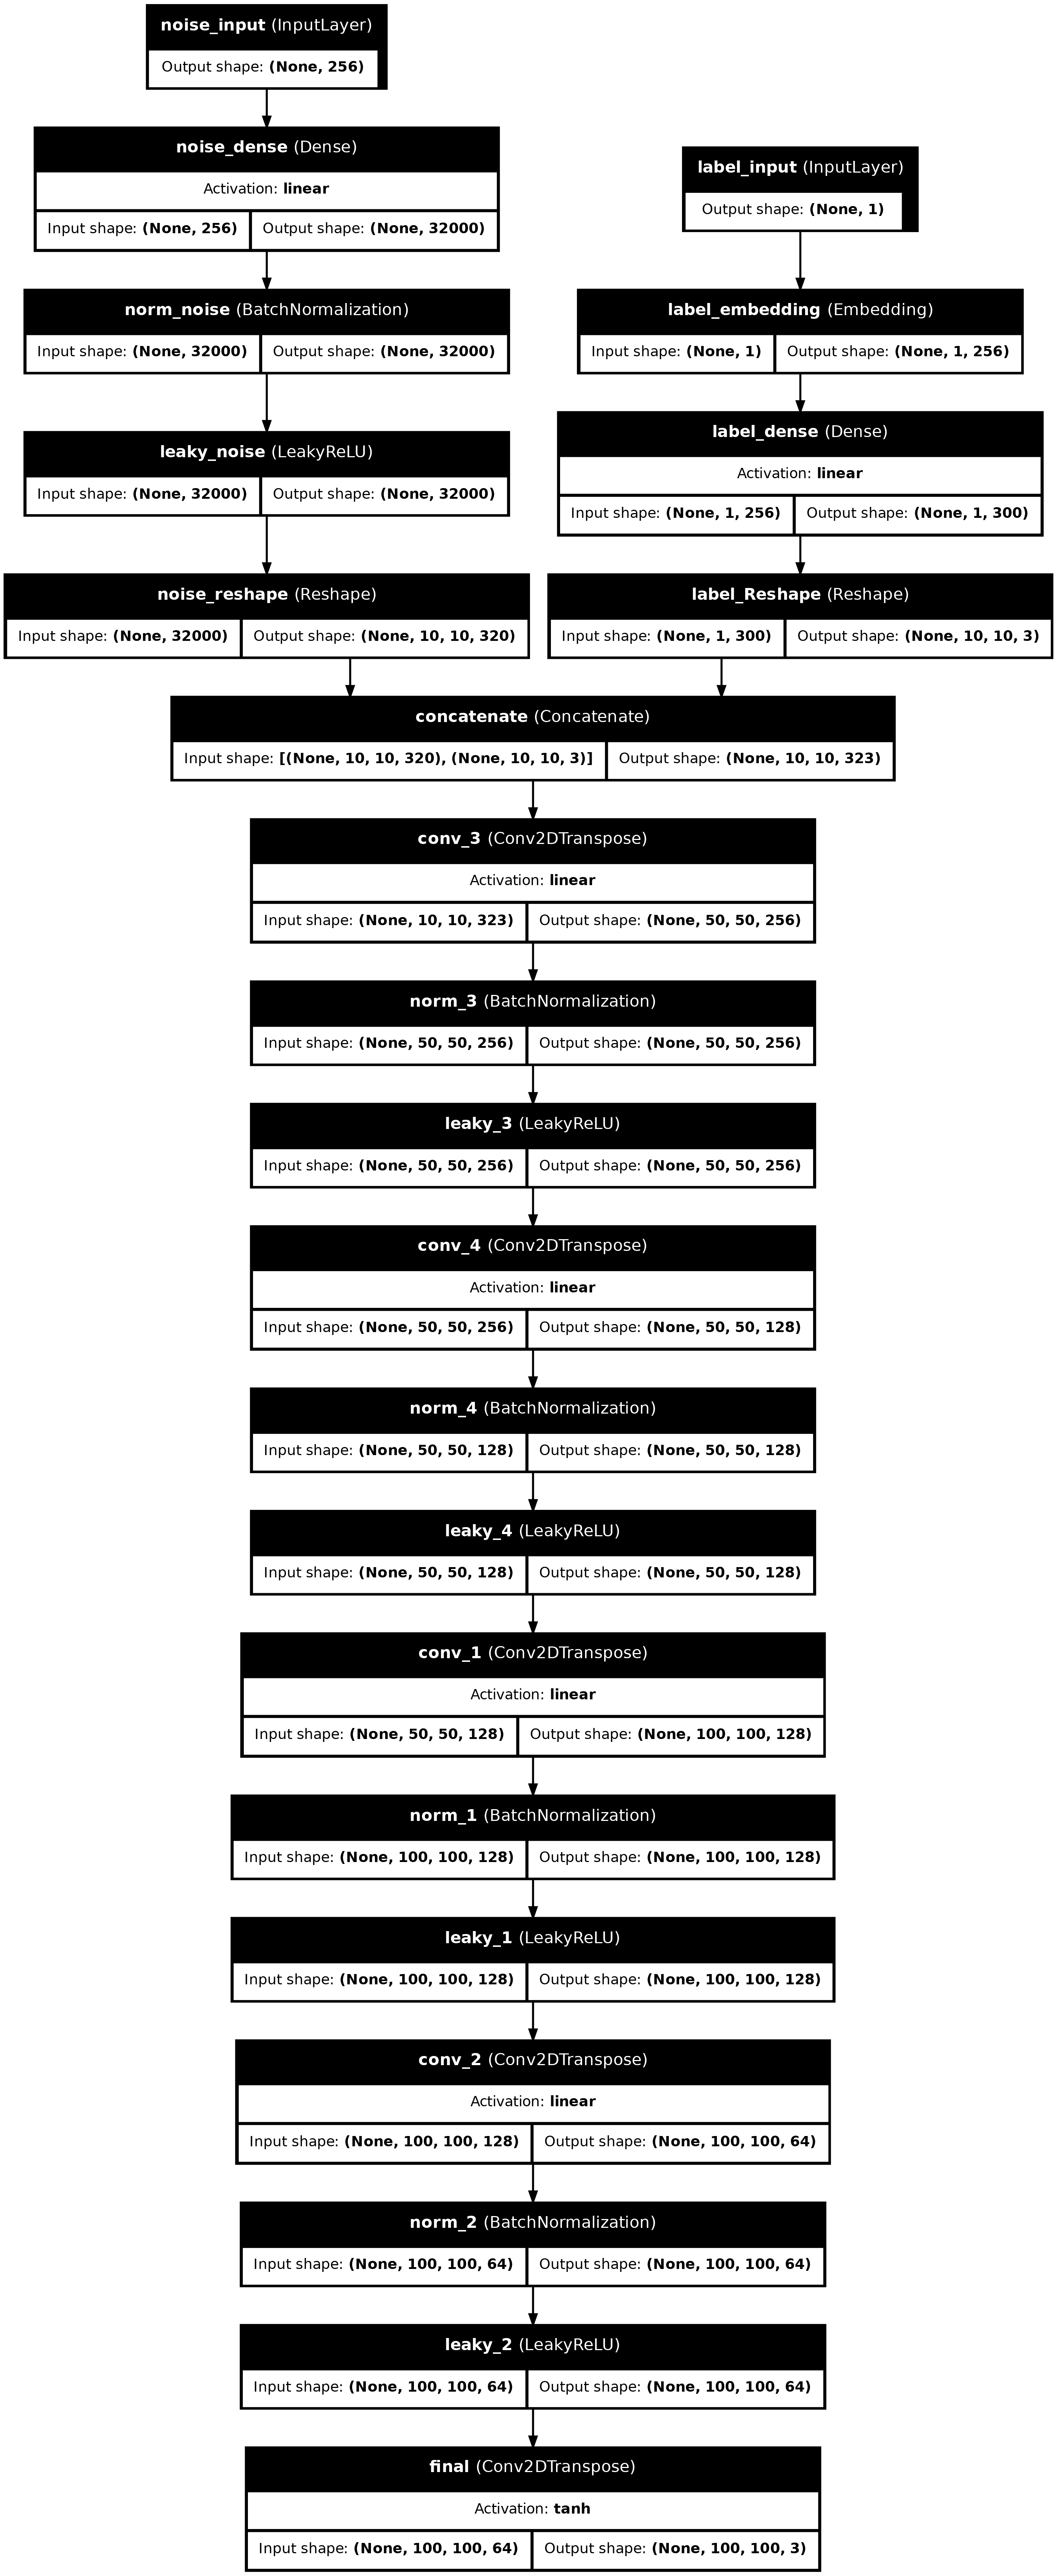 noise_input (InputLayer)
Output shape: (None, 256)
noise_dense (Dense)
Activation: linear
Input shape: (None, 256) Output shape: (None, 32000)
label_input (InputLayer)
Output shape: (None, 1)
norm_noise (BatchNormalization)
Input shape: (None, 32000) Output shape: (None, 32000)
label_embedding (Embedding)
Input shape: (None, 1) Output shape: (None, 1, 256)
leaky_noise (LeakyReLU)
Input shape: (None, 32000) Output shape: (None, 32000)
label_dense (Dense)
Activation: linear
Input shape: (None, 1, 256) Output shape: (None, 1, 300)
noise_reshape (Reshape)
Input shape: (None, 32000) Output shape: (None, 10, 10, 320)
label_Reshape (Reshape)
Input shape: (None, 1, 300) Output shape: (None, 10, 10, 3)
concatenate (Concatenate)
Input shape: [(None, 10, 10, 320), (None, 10, 10, 3)] Output shape: (None, 10, 10, 323)
conv_3 (Conv2DTranspose)
Activation: linear
Input shape: (None, 10, 10, 323) Output shape: (None, 50, 50, 256)
norm_3 (BatchNormalization)
Input shape: (None, 50, 50, 256) Output shape: (None, 50, 50, 256)
leaky_3 (LeakyReLU)
Input shape: (None, 50, 50, 256) Output shape: (None, 50, 50, 256)
conv_4 (Conv2DTranspose)
Activation: linear
Input shape: (None, 50, 50, 256) Output shape: (None, 50, 50, 128)
norm_4 (BatchNormalization)
Input shape: (None, 50, 50, 128) Output shape: (None, 50, 50, 128)
leaky_4 (LeakyReLU)
Input shape: (None, 50, 50, 128) Output shape: (None, 50, 50, 128)
conv_1 (Conv2DTranspose)
Activation: linear
Input shape: (None, 50, 50, 128) Output shape: (None, 100, 100, 128)
norm_1 (BatchNormalization)
Input shape: (None, 100, 100, 128) Output shape: (None, 100, 100, 128)
leaky_1 (LeakyReLU)
Input shape: (None, 100, 100, 128) Output shape: (None, 100, 100, 128)
conv_2 (Conv2DTranspose)
Activation: linear
Input shape: (None, 100, 100, 128) Output shape: (None, 100, 100, 64)
norm_2 (BatchNormalization)
Input shape: (None, 100, 100, 64) Output shape: (None, 100, 100, 64)
leaky_2 (LeakyReLU)
Input shape: (None, 100, 100, 64) Output shape: (None, 100, 100, 64)
final (Conv2DTranspose)
Activation: tanh
Input shape: (None, 100, 100, 64) Output shape: (None, 100, 100, 3)